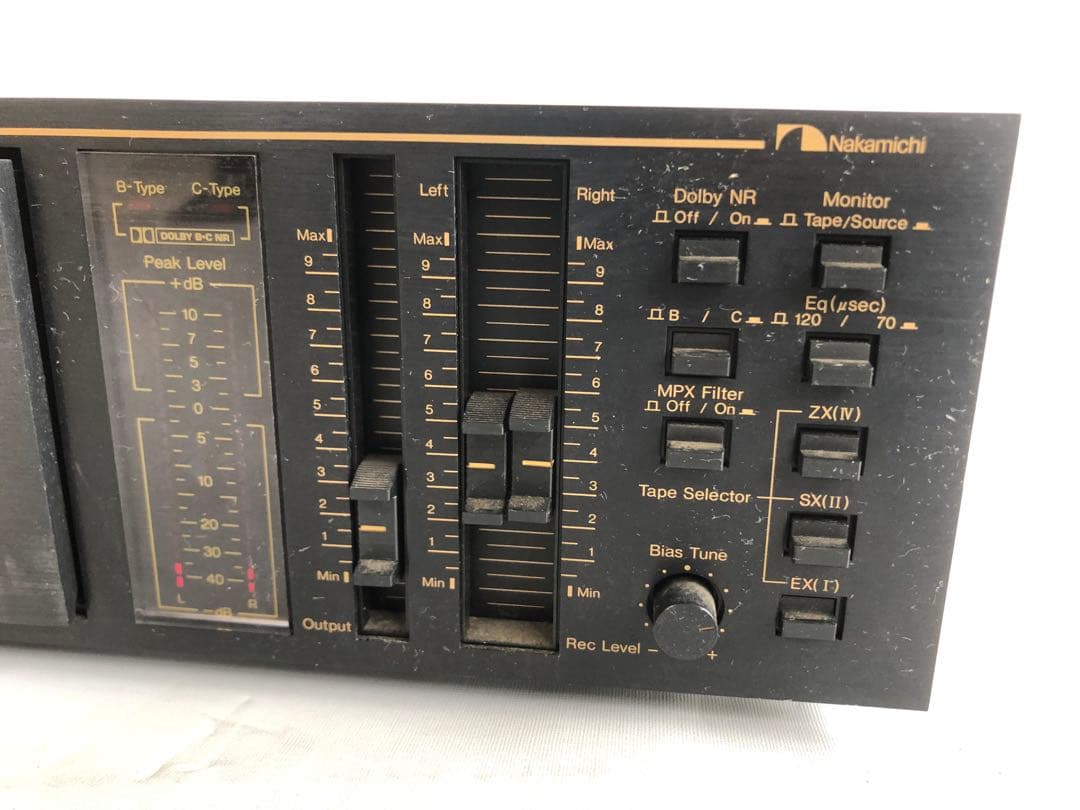 Nakamichi
B-Type C-Type
DOLBY B•C NR
Peak Level
+dB
10
7
5
3
0
5
10
20
30
40
L R
−dB
Max
9
8
7
6
5
4
3
2
1
Min
Output
Left Right
Max
9
8
7
6
5
4
3
2
1
Min
Max
9
8
7
6
5
4
3
2
1
Min
Rec Level
Dolby NR
Off / On
Monitor
Tape/Source
B / C
Eq (μsec)
120 / 70
MPX Filter
Off / On
Tape Selector
ZX(IV)
SX(II)
EX(I)
Bias Tune
− +